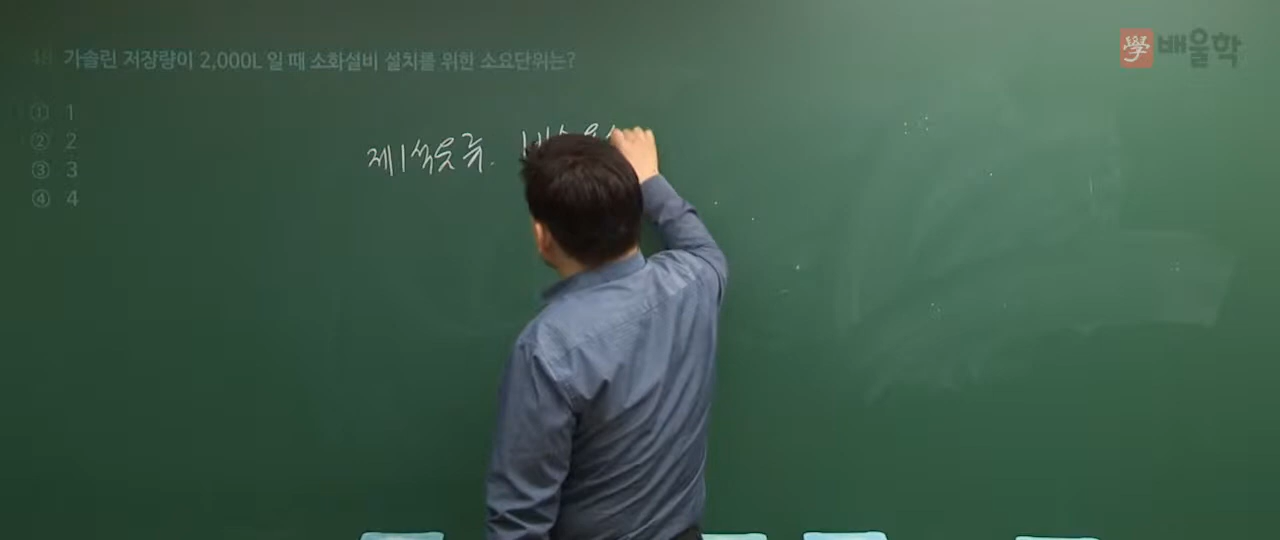 48 가솔린 저장량이 2,000L 일 때 소화설비 설치를 위한 소요단위는?
① 1
② 2
③ 3
④ 4
제1석유류.
學 배울학